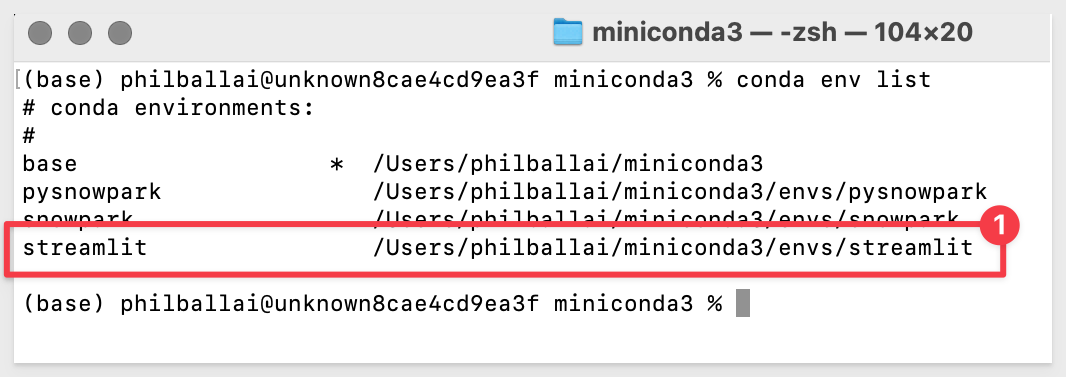 miniconda3 — -zsh — 104×20
(base) philballai@unknown8cae4cd9ea3f miniconda3 % conda env list
# conda environments:
#
base                  *  /Users/philballai/miniconda3
pysnowpark               /Users/philballai/miniconda3/envs/pysnowpark
snowpark                 /Users/philballai/miniconda3/envs/snowpark
1
streamlit                /Users/philballai/miniconda3/envs/streamlit
(base) philballai@unknown8cae4cd9ea3f miniconda3 %